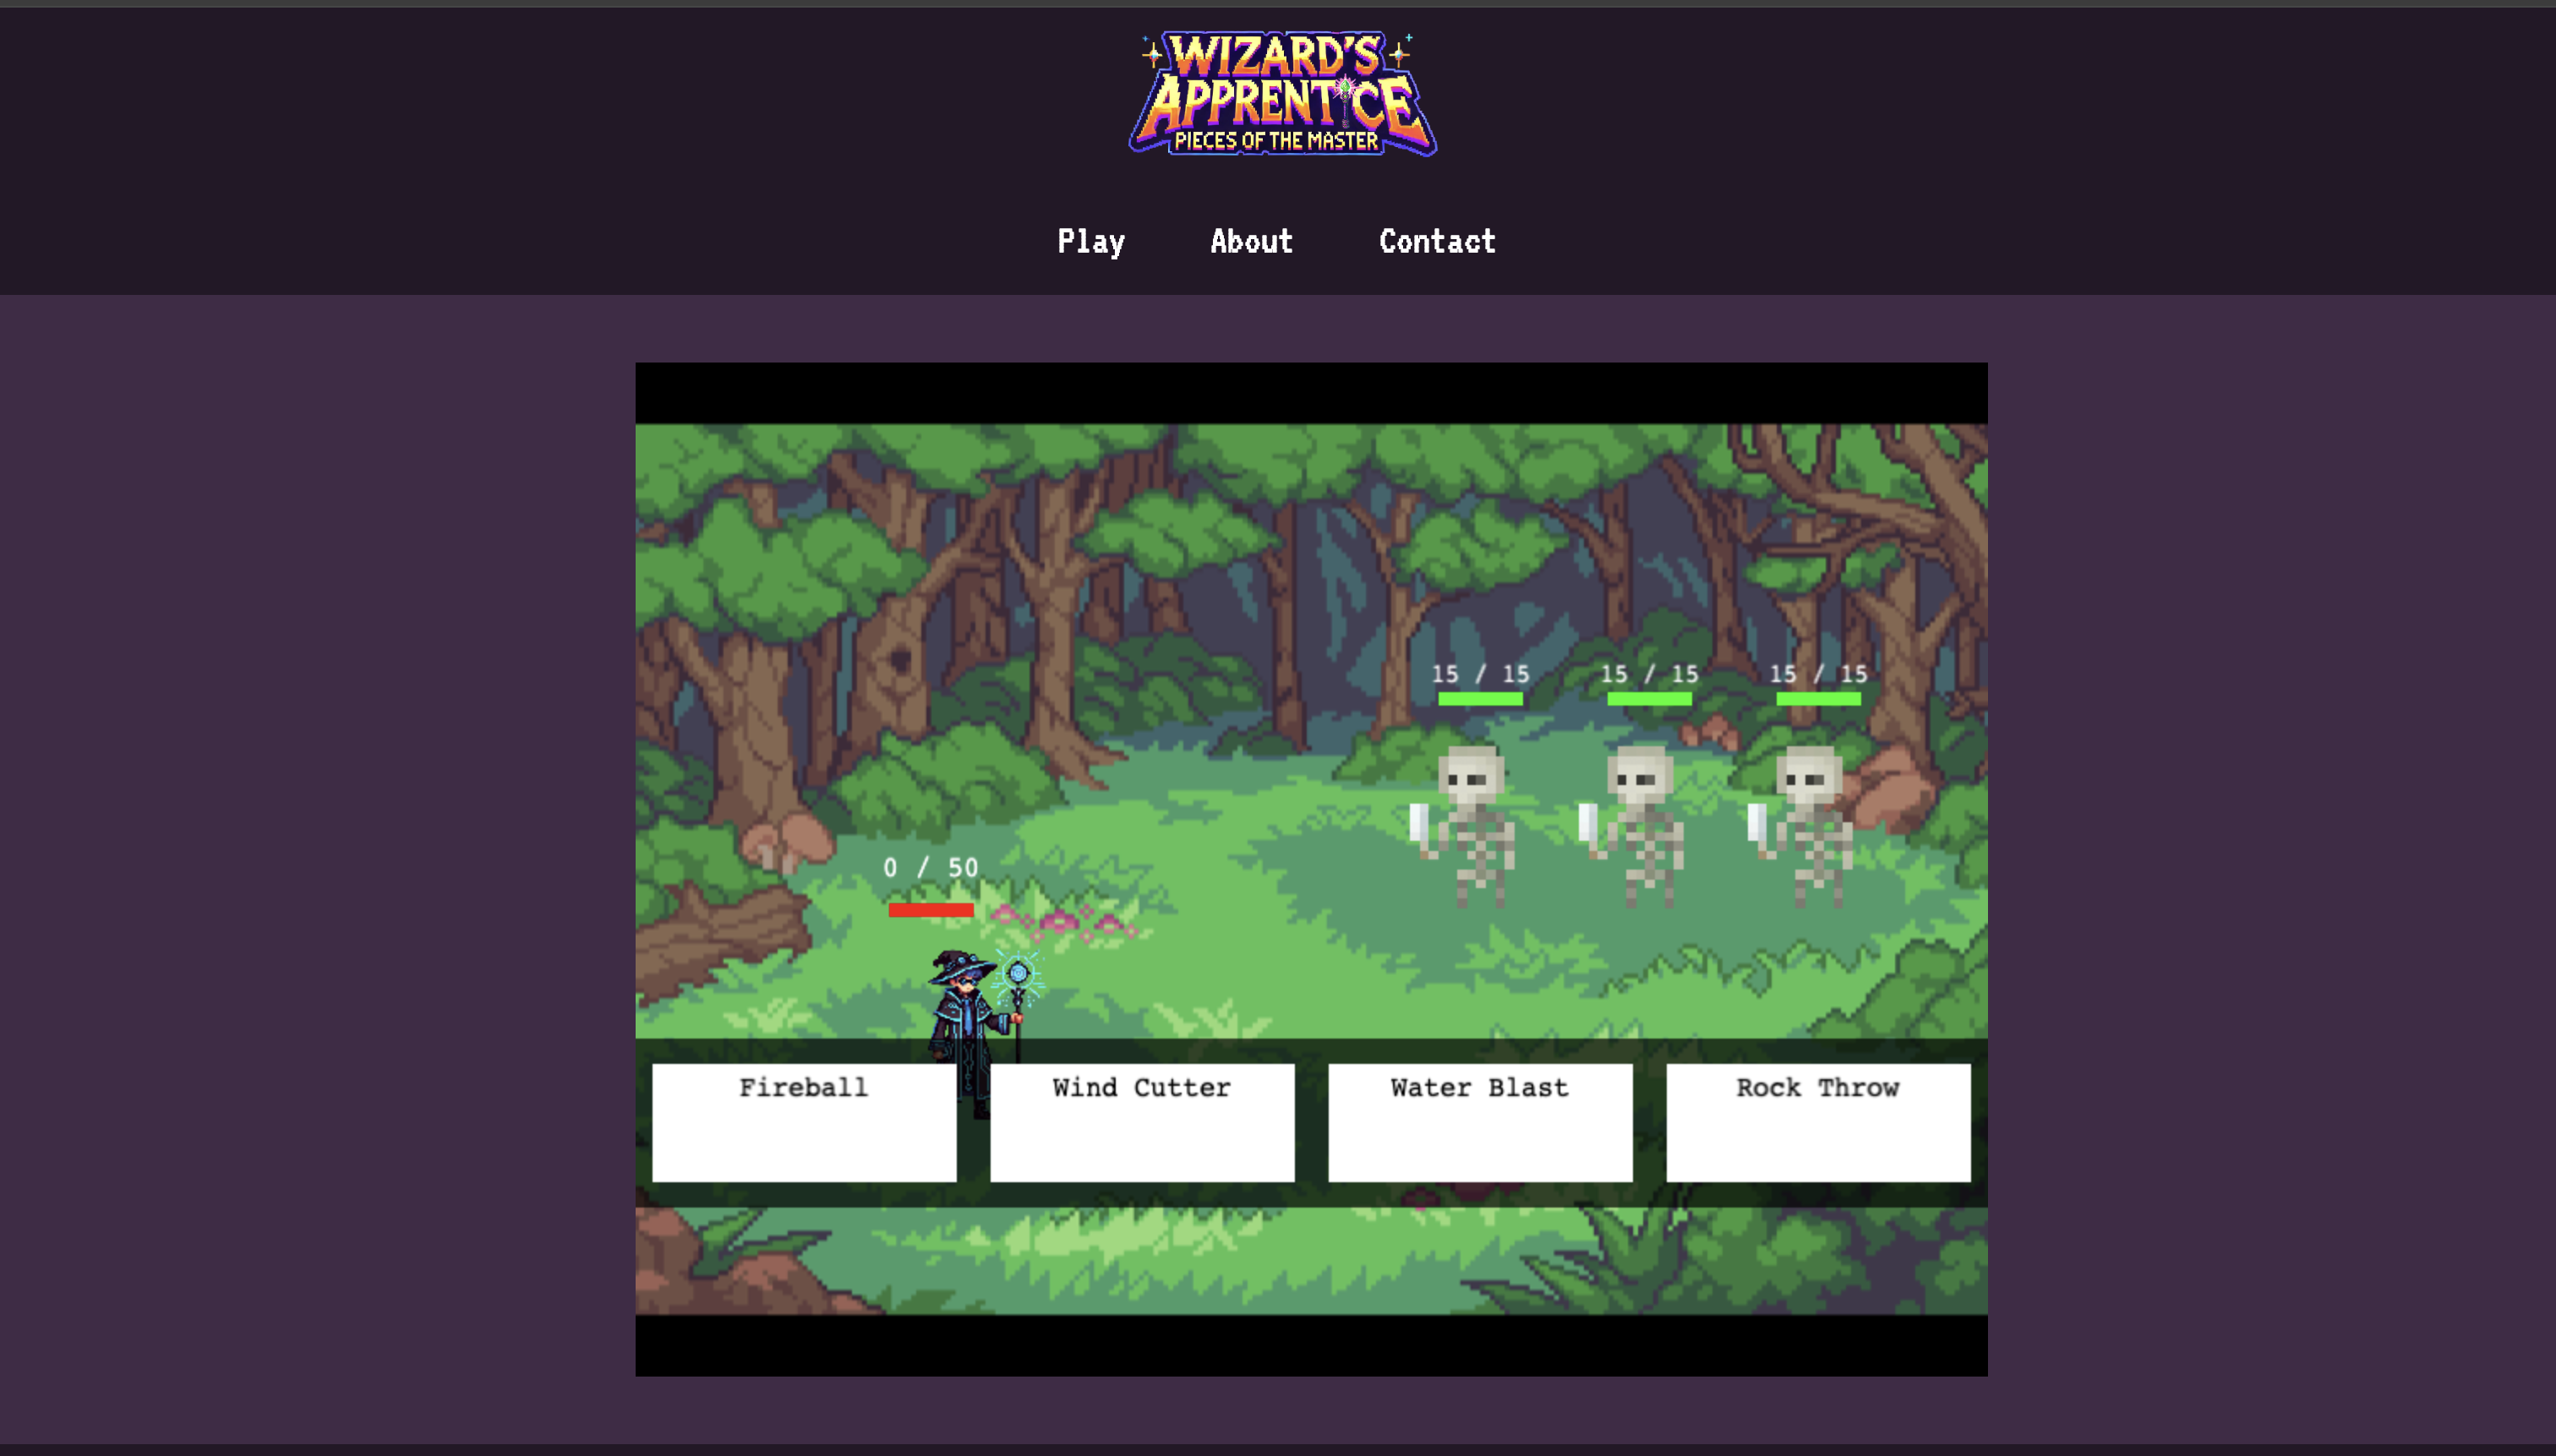 WIZARD'S
APPRENTICE
PIECES OF THE MASTER
Play About Contact
15 / 15 15 / 15 15 / 15
0 / 50
Fireball Wind Cutter Water Blast Rock Throw